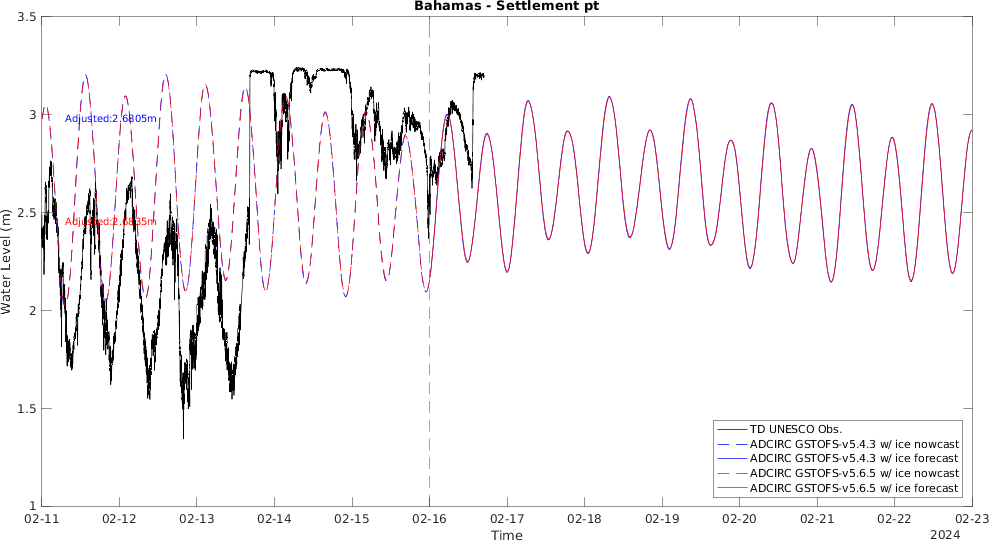 Bahamas - Settlement pt
3.5
3
2.5
2
1.5
1
Water Level (m)
Adjusted:2.6805m
Adjusted:2.6835m
TD UNESCO Obs.
ADCIRC GSTOFS-v5.4.3 w/ ice nowcast
ADCIRC GSTOFS-v5.4.3 w/ ice forecast
ADCIRC GSTOFS-v5.6.5 w/ ice nowcast
ADCIRC GSTOFS-v5.6.5 w/ ice forecast
02-11 02-12 02-13 02-14 02-15 02-16 02-17 02-18 02-19 02-20 02-21 02-22 02-23
Time
2024